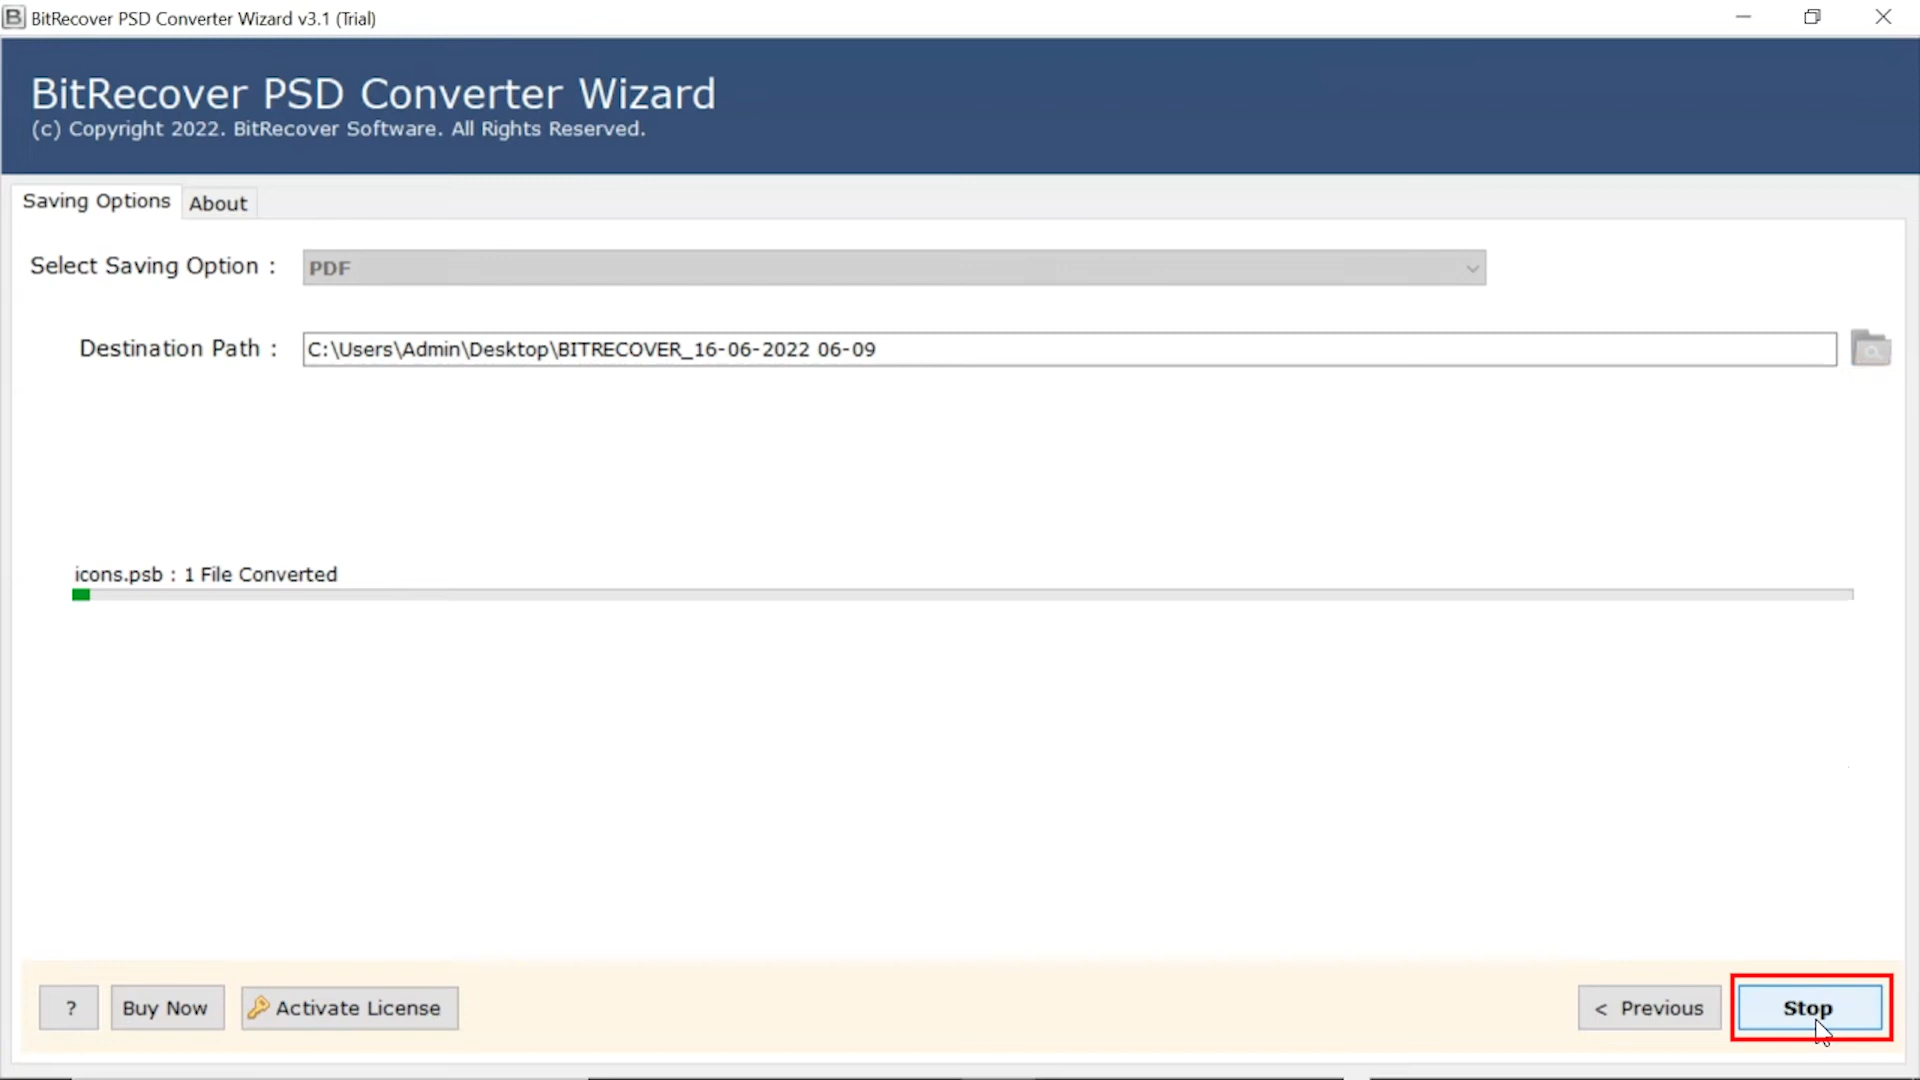 BitRecover PSD Converter Wizard v3.1 (Trial)
BitRecover PSD Converter Wizard
(c) Copyright 2022. BitRecover Software. All Rights Reserved.
Saving Options About
Select Saving Option : PDF
Destination Path : C:\Users\Admin\Desktop\BITRECOVER_16-06-2022 06-09
icons.psb : 1 File Converted
? Buy Now Activate License < Previous Stop